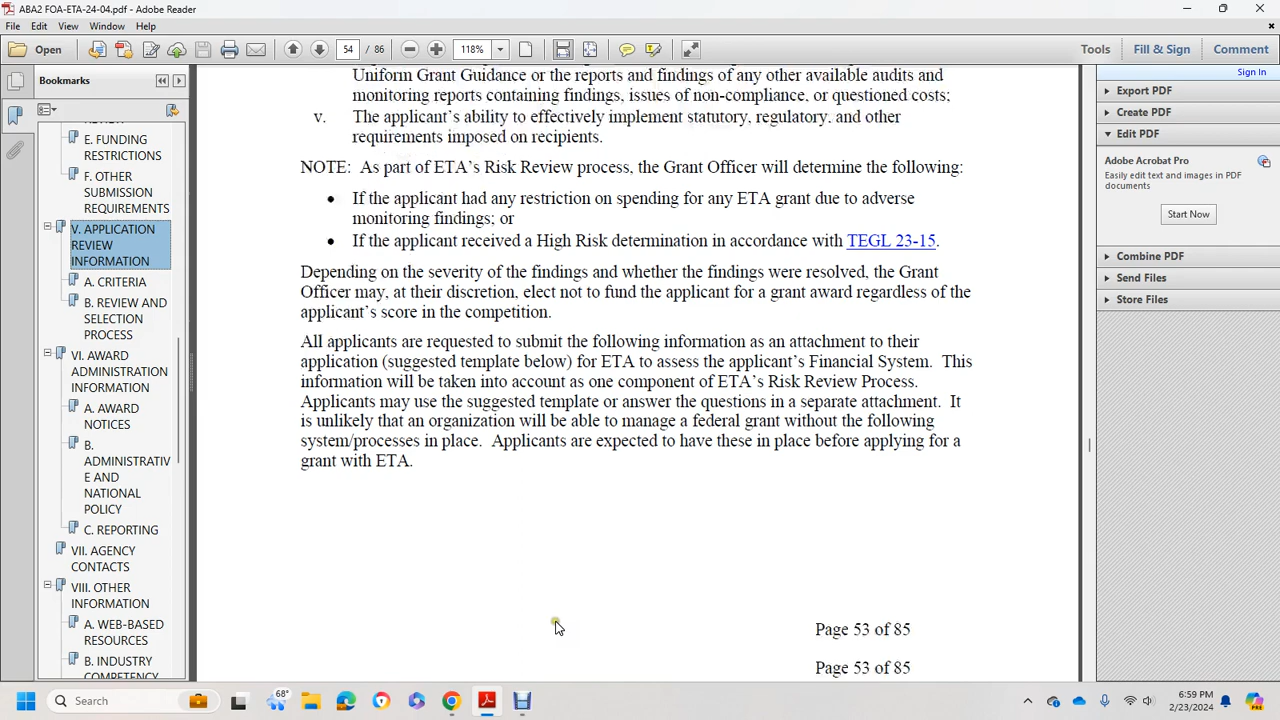 ABA2 FOA-ETA-24-04.pdf - Adobe Reader
File Edit View Window Help
Open 54 / 86 118% Tools Fill & Sign Comment
Sign In
Bookmarks
E. FUNDING
RESTRICTIONS
F. OTHER
SUBMISSION
REQUIREMENTS
V. APPLICATION
REVIEW
INFORMATION
A. CRITERIA
B. REVIEW AND
SELECTION
PROCESS
VI. AWARD
ADMINISTRATION
INFORMATION
A. AWARD
NOTICES
B.
ADMINISTRATIV
E AND
NATIONAL
POLICY
C. REPORTING
VII. AGENCY
CONTACTS
VIII. OTHER
INFORMATION
A. WEB-BASED
RESOURCES
B. INDUSTRY
COMPETENCY
Uniform Grant Guidance or the reports and findings of any other available audits and
monitoring reports containing findings, issues of non-compliance, or questioned costs;
v. The applicant's ability to effectively implement statutory, regulatory, and other
requirements imposed on recipients.
NOTE: As part of ETA's Risk Review process, the Grant Officer will determine the following:
• If the applicant had any restriction on spending for any ETA grant due to adverse
monitoring findings; or
• If the applicant received a High Risk determination in accordance with TEGL 23-15.
Depending on the severity of the findings and whether the findings were resolved, the Grant
Officer may, at their discretion, elect not to fund the applicant for a grant award regardless of the
applicant's score in the competition.
All applicants are requested to submit the following information as an attachment to their
application (suggested template below) for ETA to assess the applicant's Financial System. This
information will be taken into account as one component of ETA's Risk Review Process.
Applicants may use the suggested template or answer the questions in a separate attachment. It
is unlikely that an organization will be able to manage a federal grant without the following
system/processes in place. Applicants are expected to have these in place before applying for a
grant with ETA.
Page 53 of 85
Page 53 of 85
Export PDF
Create PDF
Edit PDF
Adobe Acrobat Pro
Easily edit text and images in PDF
documents
Start Now
Combine PDF
Send Files
Store Files
Search
68°
6:59 PM
2/23/2024
PRE